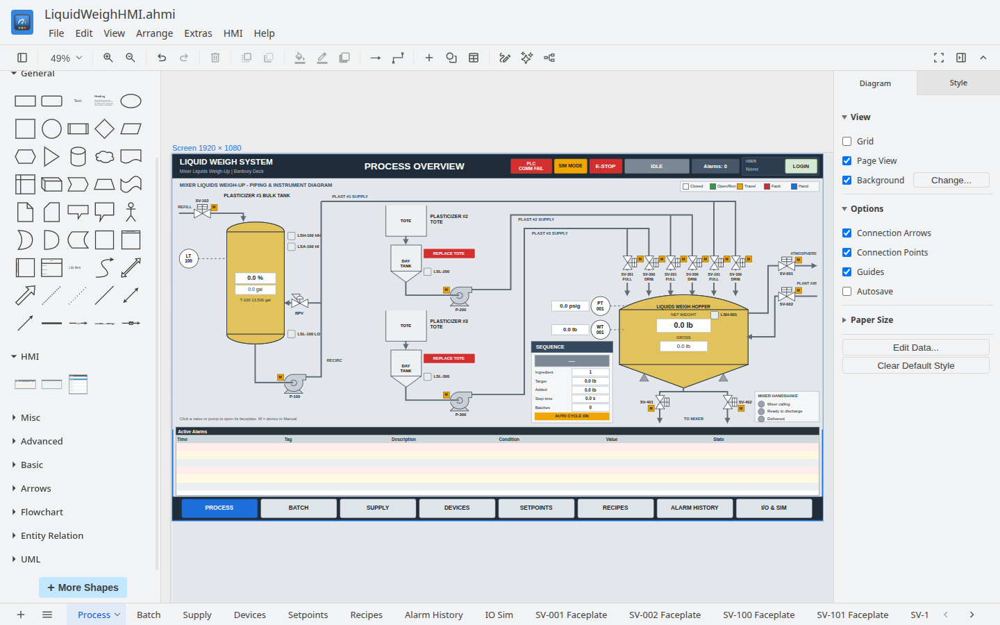 LiquidWeighHMI.ahmi
File Edit View Arrange Extras HMI Help
49%
General
Text
Heading
List Item
HMI
Misc
Advanced
Basic
Arrows
Flowchart
Entity Relation
UML
+ More Shapes
Screen 1920 × 1080
LIQUID WEIGH SYSTEM
Mixer Liquids Weigh-Up | Banbury Deck
PROCESS OVERVIEW
PLC
COMM FAIL
SIM MODE
E-STOP
IDLE
Alarms: 0
USER
None
LOGIN
MIXER LIQUIDS WEIGH-UP - PIPING & INSTRUMENT DIAGRAM
Closed Open/Run Travel Fault Hand
PLASTICIZER #1 BULK TANK
PLAST #1 SUPPLY
SV-102
M
REFILL
LSH-100 HH
LSA-100 HI
LT
100
0.0 %
0.0 gal
T-100 13,500 gal
BPV
LSL-100 LO
RECIRC
M
P-100
TOTE
PLASTICIZER #2
TOTE
DAY
TANK
REPLACE TOTE
LSL-200
M
P-200
TOTE
PLASTICIZER #3
TOTE
DAY
TANK
REPLACE TOTE
LSL-300
M
P-300
PLAST #2 SUPPLY
PLAST #3 SUPPLY
M M M M M M
SV-301
FULL
SV-300
DRIB
SV-201
FULL
SV-200
DRIB
SV-101
FULL
SV-100
DRIB
ATMOSPHERE
M
SV-001
PLANT AIR
M
SV-002
0.0 psig
PT
001
0.0 lb
WT
001
LIQUIDS WEIGH HOPPER
NET WEIGHT
LSH-001
0.0 lb
GROSS
0.0 lb
SEQUENCE
----
Ingredient 1
Target 0.0 lb
Added 0.0 lb
Step time 0.0 s
Batches 0
AUTO CYCLE ON
SV-401
M
SV-402
M
TO MIXER
MIXER HANDSHAKE
Mixer calling
Ready to discharge
Delivered
Click a valve or pump to open its faceplate. M = device in Manual
Active Alarms
Time Tag Description Condition Value State
PROCESS BATCH SUPPLY DEVICES SETPOINTS RECIPES ALARM HISTORY I/O & SIM
Diagram Style
View
Grid
Page View
Background Change...
Options
Connection Arrows
Connection Points
Guides
Autosave
Paper Size
Edit Data...
Clear Default Style
Process Batch Supply Devices Setpoints Recipes Alarm History IO Sim SV-001 Faceplate SV-002 Faceplate SV-100 Faceplate SV-101 Faceplate SV-1